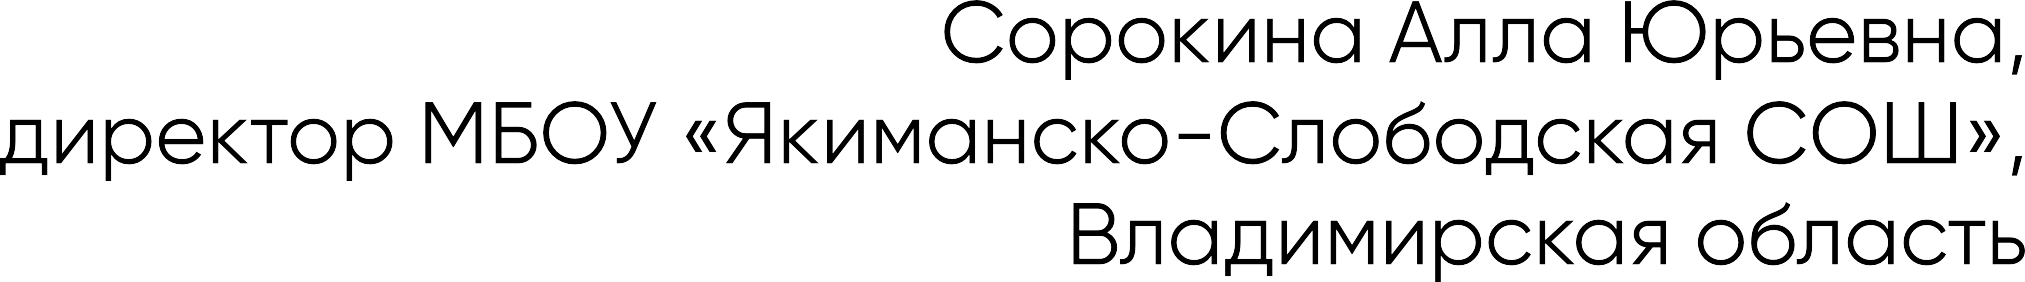 Сорокина Алла Юрьевна,
директор МБОУ «Якиманско-Слободская СОШ»,
Владимирская область